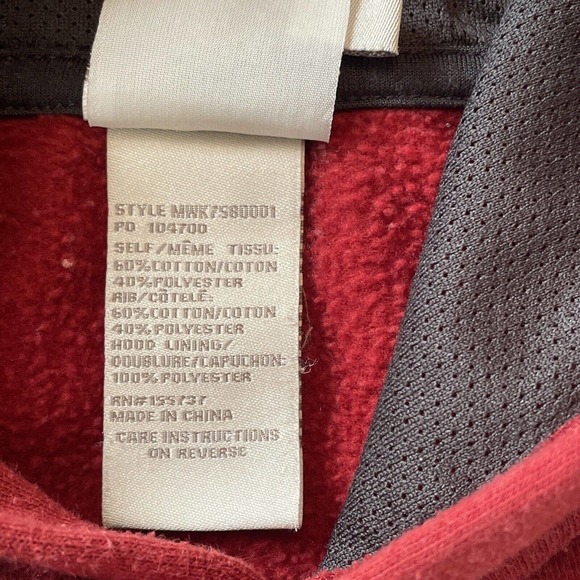 STYLE MWK7580001
PO 104700
SELF/MÊME TISSU:
60%COTTON/COTON
40%POLYESTER
RIB/CÔTELÉ:
60%COTTON/COTON
40%POLYESTER
HOOD LINING/
DOUBLURE/CAPUCHON:
100%POLYESTER
RN#155737
MADE IN CHINA
CARE INSTRUCTIONS
ON REVERSE